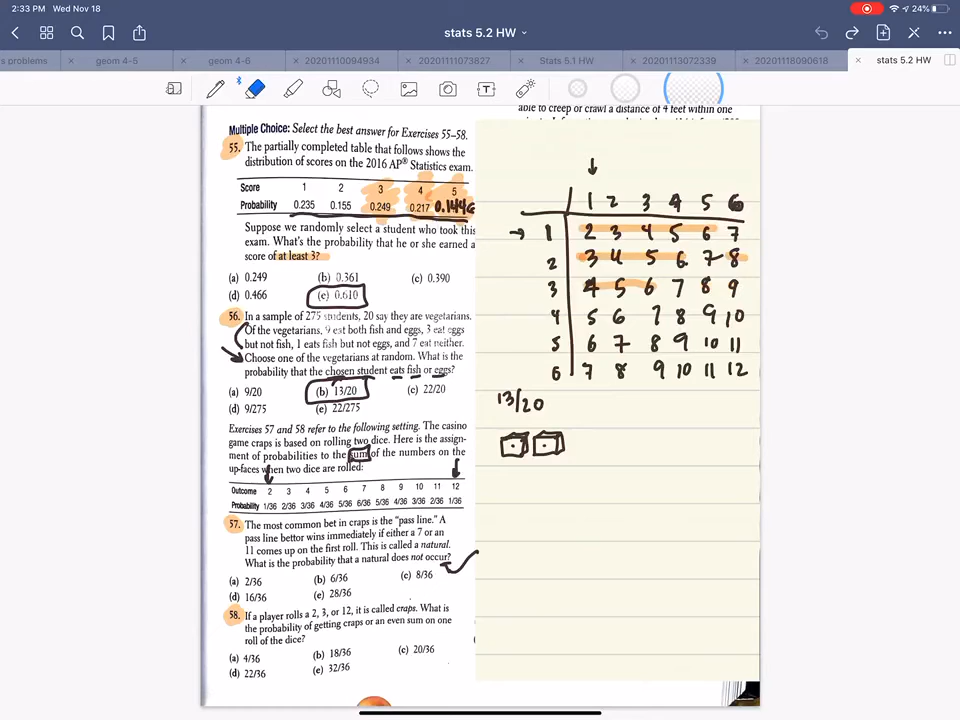 2:33 PM Wed Nov 18
24%
stats 5.2 HW
s problems
geom 4-5
geom 4-6
20201110094934
20201111073827
Stats 5.1 HW
20201113072339
20201118090618
stats 5.2 HW
able to creep or crawl a distance of 4 feet within one
Multiple Choice: Select the best answer for Exercises 55–58.
55. The partially completed table that follows shows the
distribution of scores on the 2016 AP® Statistics exam.
Score 1 2 3 4 5
Probability 0.235 0.155 0.249 0.217 0.144
Suppose we randomly select a student who took this
exam. What's the probability that he or she earned a
score of at least 3?
(a) 0.249 (b) 0.361 (c) 0.390
(d) 0.466 (e) 0.610
56. In a sample of 275 students, 20 say they are vegetarians.
Of the vegetarians, 9 eat both fish and eggs, 3 eat eggs
but not fish, 1 eats fish but not eggs, and 7 eat neither.
Choose one of the vegetarians at random. What is the
probability that the chosen student eats fish or eggs?
(a) 9/20 (b) 13/20 (c) 22/20
(d) 9/275 (e) 22/275
Exercises 57 and 58 refer to the following setting. The casino
game craps is based on rolling two dice. Here is the assign-
ment of probabilities to the sum of the numbers on the
up-faces when two dice are rolled:
Outcome 2 3 4 5 6 7 8 9 10 11 12
Probability 1/36 2/36 3/36 4/36 5/36 6/36 5/36 4/36 3/36 2/36 1/36
57. The most common bet in craps is the "pass line." A
pass line bettor wins immediately if either a 7 or an
11 comes up on the first roll. This is called a natural.
What is the probability that a natural does not occur?
(a) 2/36 (b) 6/36 (c) 8/36
(d) 16/36 (e) 28/36
58. If a player rolls a 2, 3, or 12, it is called craps. What is
the probability of getting craps or an even sum on one
roll of the dice?
(a) 4/36 (b) 18/36 (c) 20/36
(d) 22/36 (e) 32/36
1 2 3 4 5 6
1 2 3 4 5 6 7
2 3 4 5 6 7 8
3 4 5 6 7 8 9
4 5 6 7 8 9 10
5 6 7 8 9 10 11
6 7 8 9 10 11 12
13/20